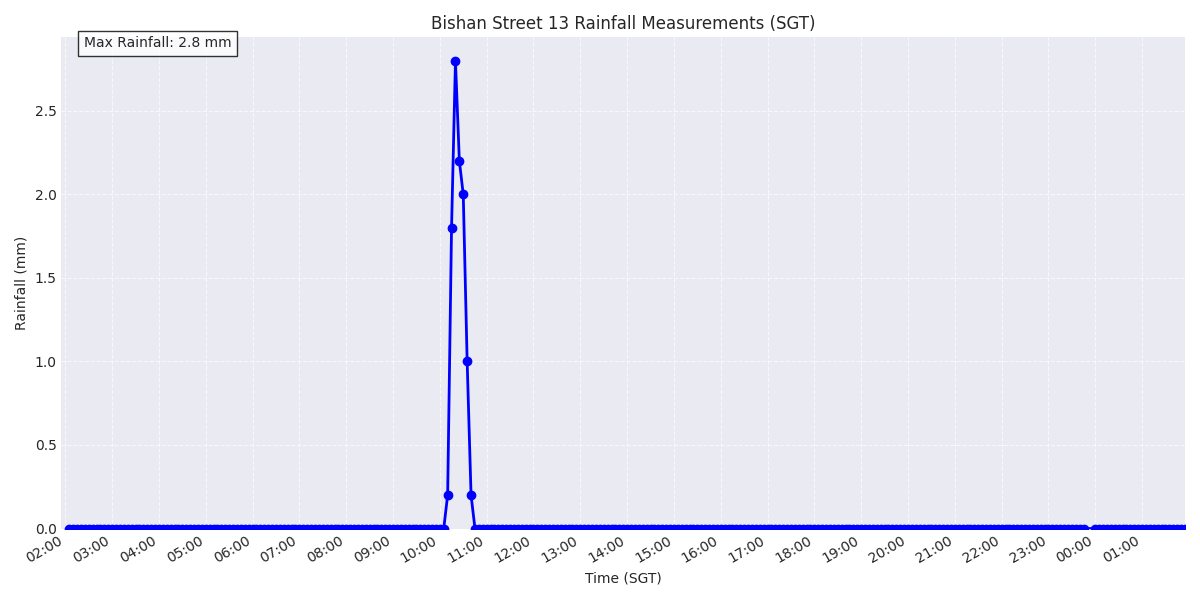 Bishan Street 13 Rainfall Measurements (SGT)
Max Rainfall: 2.8 mm
Rainfall (mm)
2.5
2.0
1.5
1.0
0.5
0.0
02:00 03:00 04:00 05:00 06:00 07:00 08:00 09:00 10:00 11:00 12:00 13:00 14:00 15:00 16:00 17:00 18:00 19:00 20:00 21:00 22:00 23:00 00:00 01:00
Time (SGT)